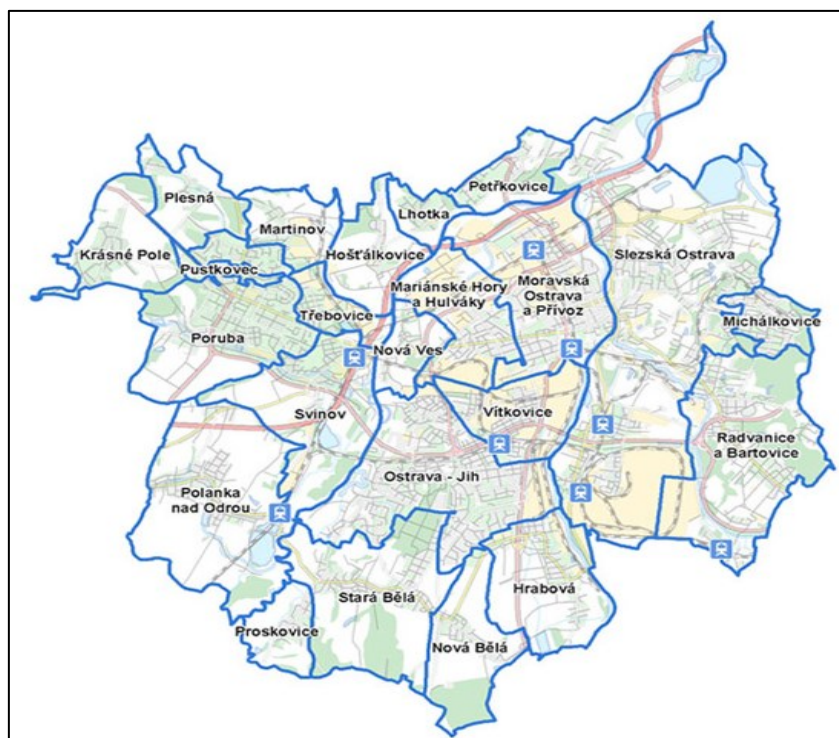 Petřkovice
Plesná
Lhotka
Martinov
Krásné Pole
Hošťálkovice
Slezská Ostrava
Pustkovec
Mariánské Hory
a Hulváky
Moravská
Ostrava
a Přívoz
Třebovice
Michálkovice
Poruba
Nová Ves
Svinov
Vítkovice
Radvanice
a Bartovice
Ostrava - Jih
Polanka
nad Odrou
Hrabová
Stará Bělá
Proskovice
Nová Bělá